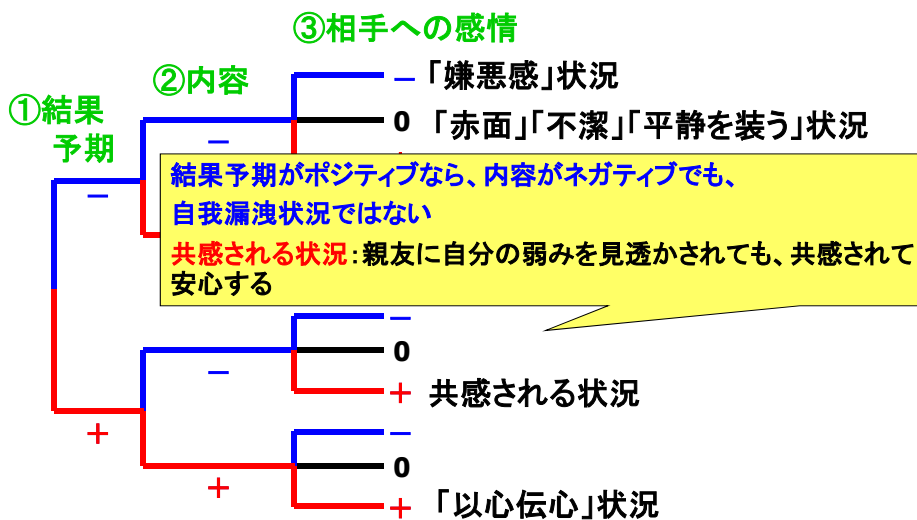 ③相手への感情
②内容
①結果
予期
－「嫌悪感」状況
0 「赤面」「不潔」「平静を装う」状況
－
－
結果予期がポジティブなら、内容がネガティブでも、
自我漏洩状況ではない
共感される状況：親友に自分の弱みを見透かされても、共感されて
安心する
－
0
－
＋ 共感される状況
＋
－
0
＋
＋ 「以心伝心」状況